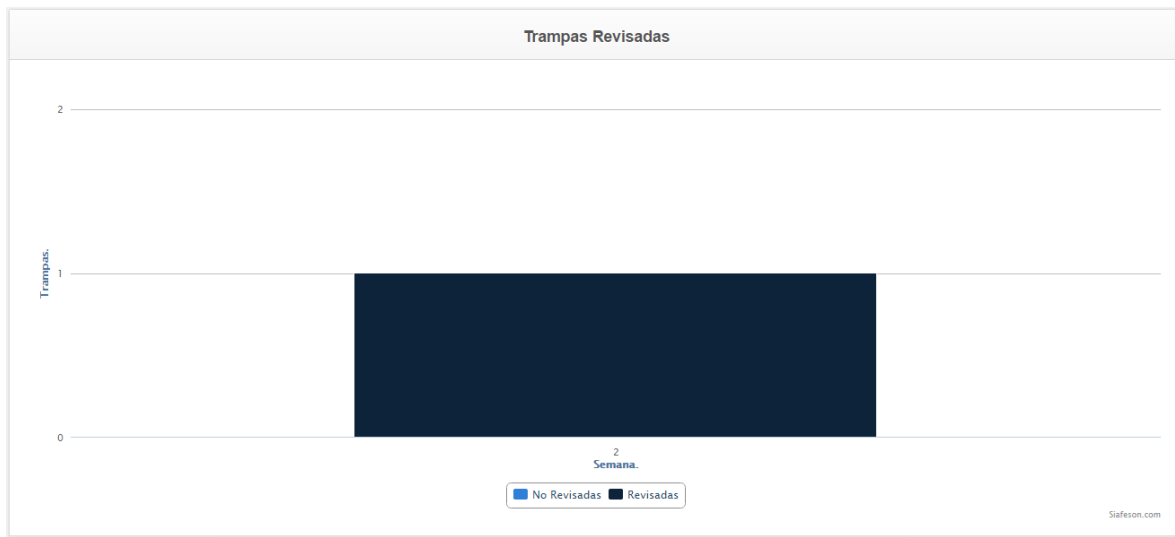 Trampas Revisadas
2
Trampas.
1
0
2
Semana.
No Revisadas Revisadas
Siafeson.com